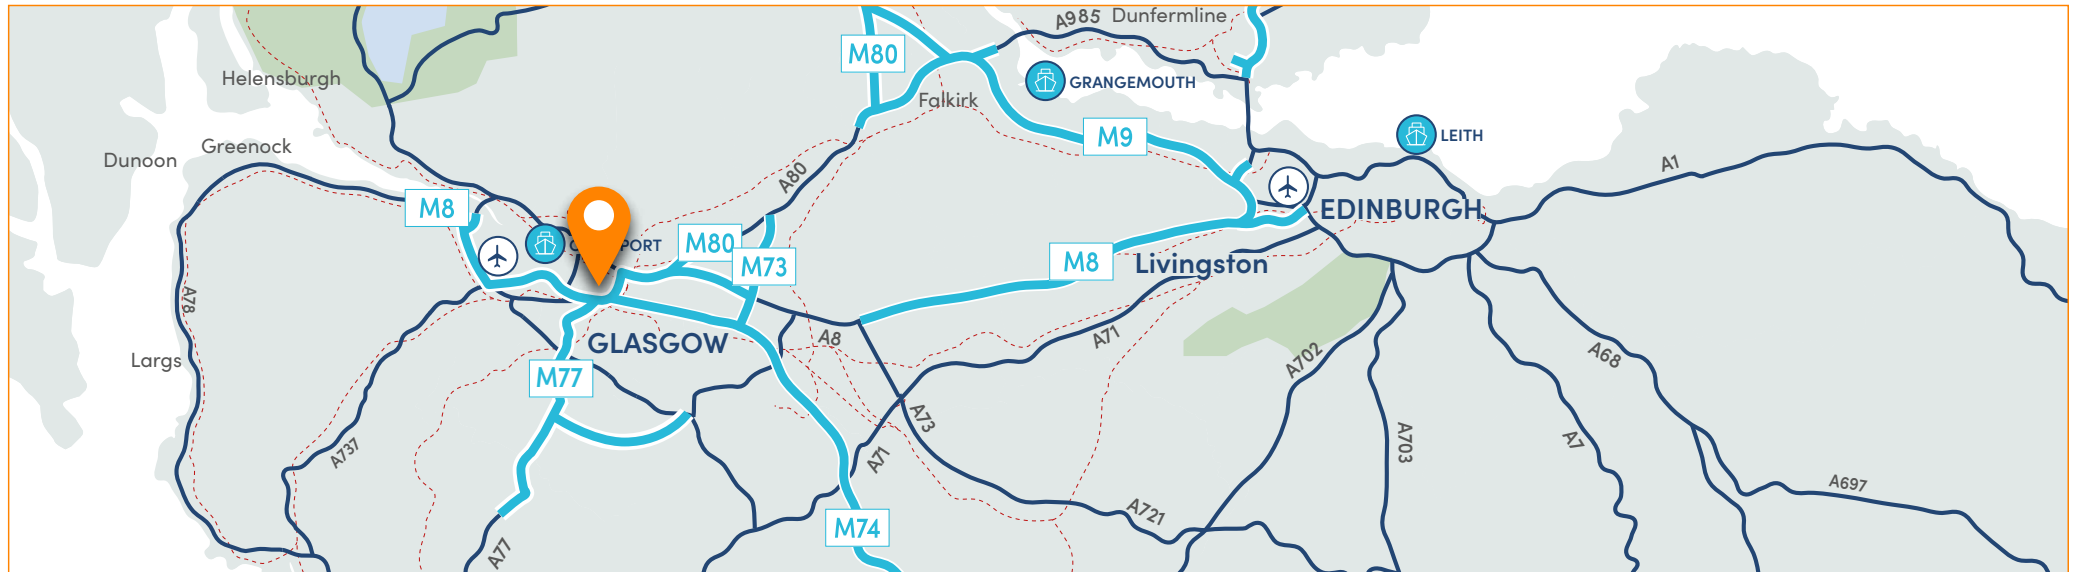 A985
Dunfermline
M80
Helensburgh
GRANGEMOUTH
Falkirk
M9
LEITH
Greenock
Dunoon
A1
A80
M8
EDINBURGH
PORT
M80
M73
M8
Livingston
A78
A8
A71
GLASGOW
Largs
A702
A68
M77
A73
A737
A71
A703
A7
A697
A721
M74
A77